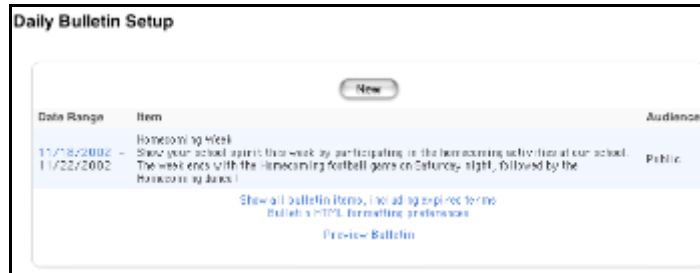 Daily Bulletin Setup
New
Date Range Item Audience
Homecoming Week
11/18/2002 - Show your school spirit this week by participating in the homecoming activities at our school.
11/22/2002 The week ends with the Homecoming football game on Saturday night, followed by the Public
Homecoming dance!
Show all bulletin items, including expired items
Bulletin HTML formatting preferences
Preview Bulletin